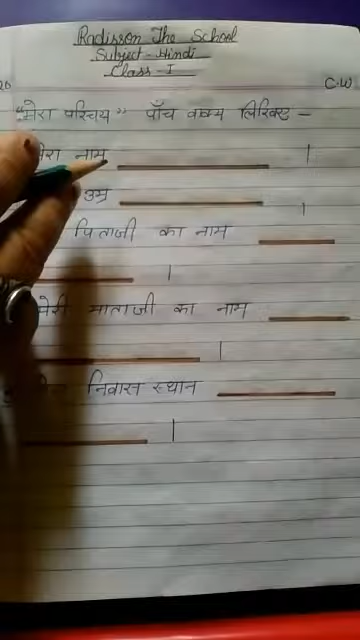 Radisson The School
Subject - Hindi
Class - I
C.W
"मेरा परिचय" पाँच वाक्य लिखिए -
मेरा नाम ।
उम्र ।
पिताजी का नाम
।
मेरी माताजी का नाम
।
निवास स्थान
।